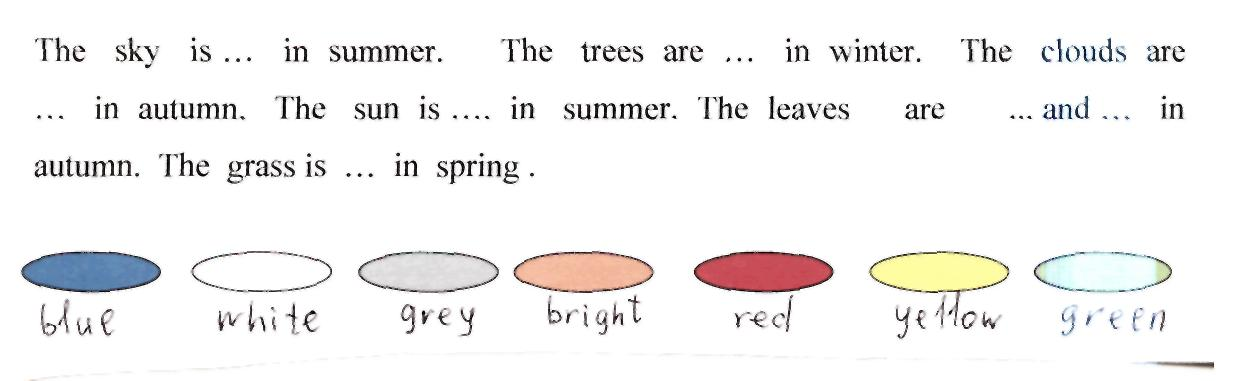 The sky is ... in summer. The trees are ... in winter. The clouds are
... in autumn. The sun is .... in summer. The leaves are ... and ... in
autumn. The grass is ... in spring .
blue white grey bright red yellow green